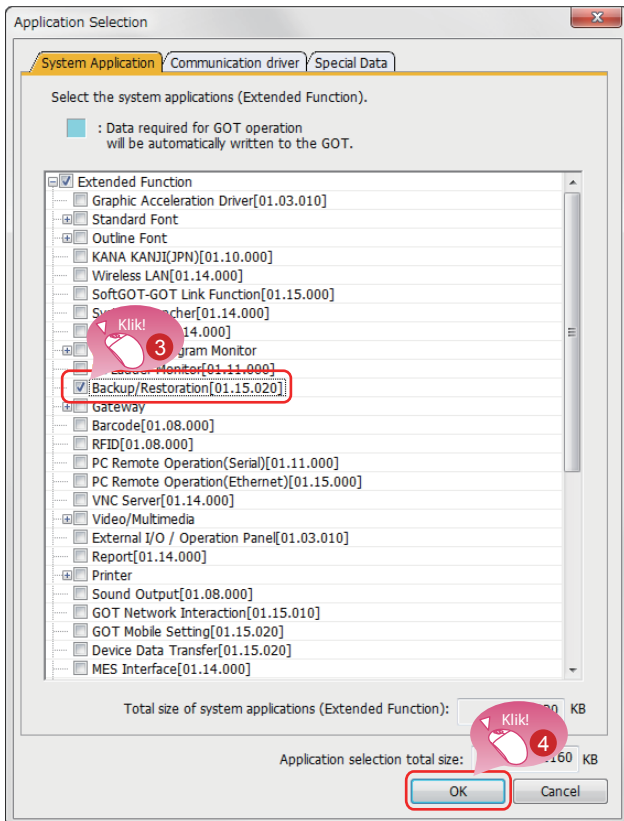 Application Selection
System Application
Communication driver
Special Data
Select the system applications (Extended Function).
: Data required for GOT operation
will be automatically written to the GOT.
Extended Function
Graphic Acceleration Driver[01.03.010]
Standard Font
Outline Font
KANA KANJI(JPN)[01.10.000]
Wireless LAN[01.14.000]
SoftGOT-GOT Link Function[01.15.000]
cher[01.14.000]
14.000]
Klik!
3
gram Monitor
Ladder Monitor[01.11.000]
Backup/Restoration[01.15.020]
Gateway
Barcode[01.08.000]
RFID[01.08.000]
PC Remote Operation(Serial)[01.11.000]
PC Remote Operation(Ethernet)[01.15.000]
VNC Server[01.14.000]
Video/Multimedia
External I/O / Operation Panel[01.03.010]
Report[01.14.000]
Printer
Sound Output[01.08.000]
GOT Network Interaction[01.15.010]
GOT Mobile Setting[01.15.020]
Device Data Transfer[01.15.020]
MES Interface[01.14.000]
Total size of system applications (Extended Function): KB
Klik!
4
Application selection total size: 160 KB
OK
Cancel